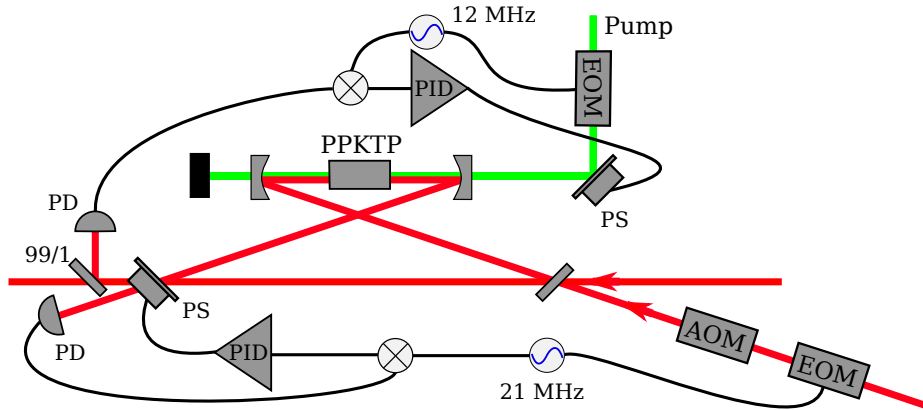 12 MHz
Pump
EOM
PID
PPKTP
PD
PS
99/1
PS
PD
PID
AOM
EOM
21 MHz